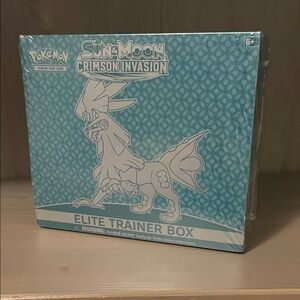 Pokémon
TRADING CARD GAME
SUN & MOON
CRIMSON INVASION
6+
ELITE TRAINER BOX
WARNING: